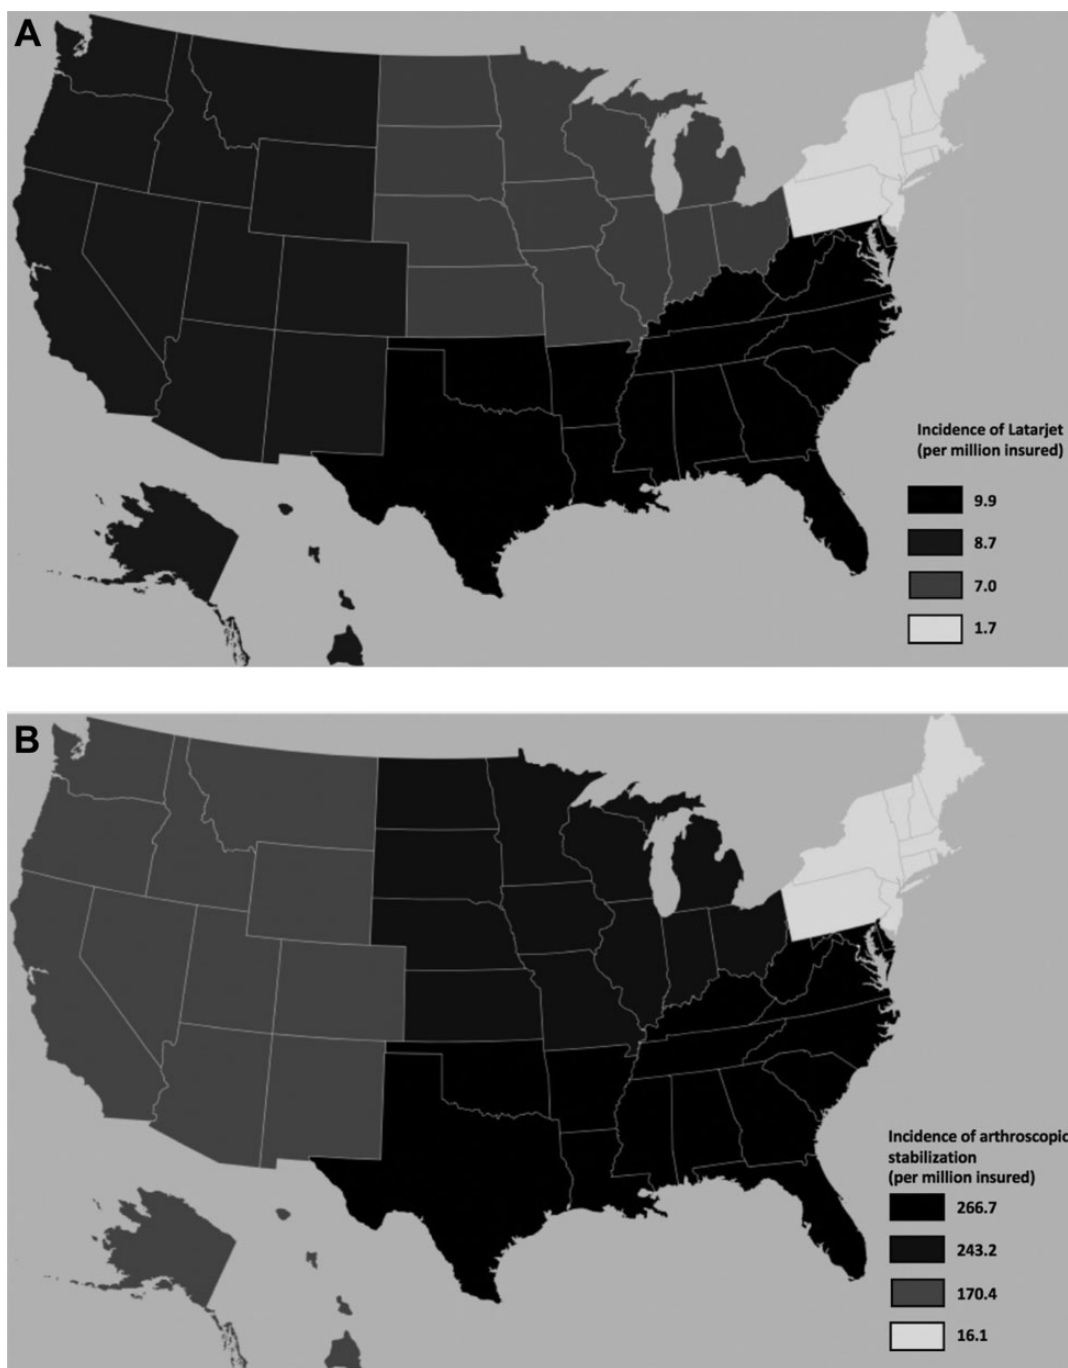 A
Incidence of Latarjet
(per million insured)
9.9
8.7
7.0
1.7
B
Incidence of arthroscopic
stabilization
(per million insured)
266.7
243.2
170.4
16.1